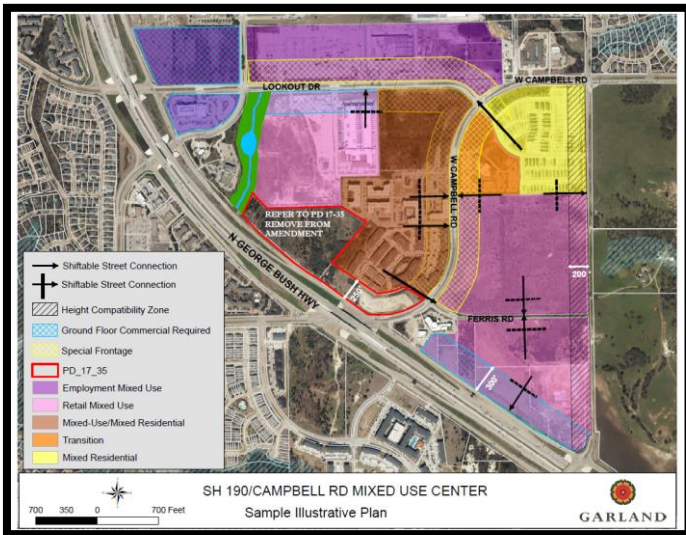 LOOKOUT DR
W CAMPBELL RD
W CAMPBELL RD
REFER TO PD 17-35
REMOVE FROM
AMENDMENT
N GEORGE BUSH HWY
250'
200'
FERRIS RD
300'
Shiftable Street Connection
Shiftable Street Connection
Height Compatibility Zone
Ground Floor Commercial Required
Special Frontage
PD_17_35
Employment Mixed Use
Retail Mixed Use
Mixed-Use/Mixed Residential
Transition
Mixed Residential
700 350 0 700 Feet
SH 190/CAMPBELL RD MIXED USE CENTER
Sample Illustrative Plan
GARLAND